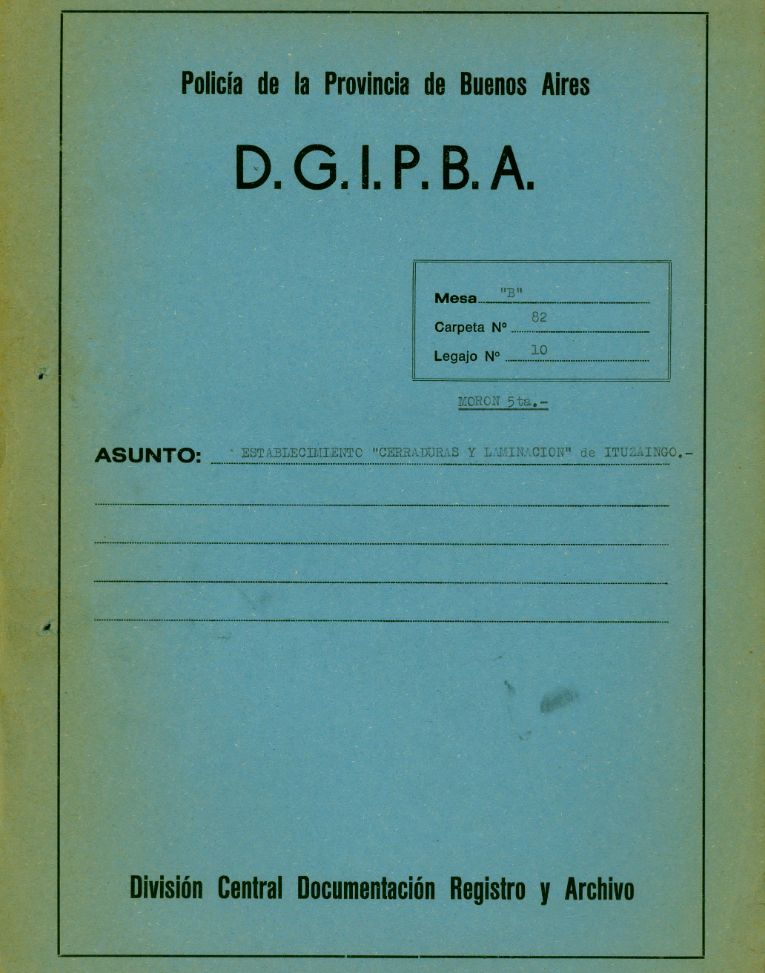 Policía de la Provincia de Buenos Aires
D.G.I.P.B.A.
Mesa "B"
Carpeta Nº 82
Legajo Nº 10
MORON 5ta.-
ASUNTO: ESTABLECIMIENTO "CERRADURAS Y LAMINACION" de ITUZAINGO.-
División Central Documentación Registro y Archivo